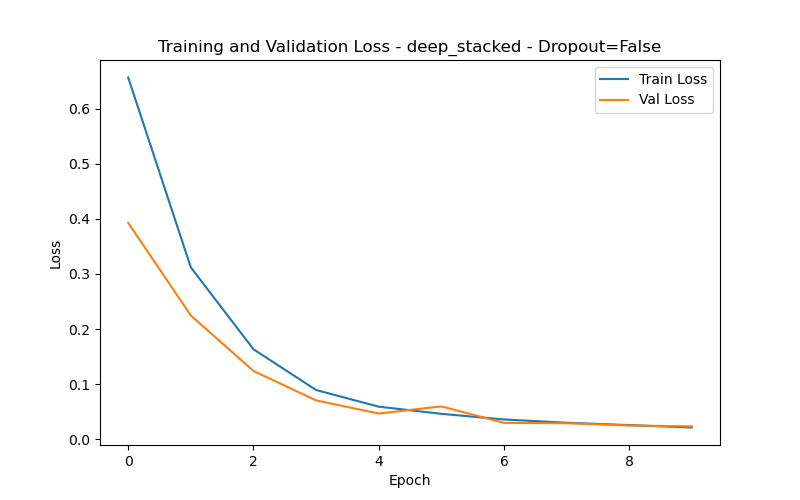 Training and Validation Loss - deep_stacked - Dropout=False
Train Loss
Val Loss
0.6
0.5
0.4
0.3
0.2
0.1
0.0
Loss
0 2 4 6 8
Epoch